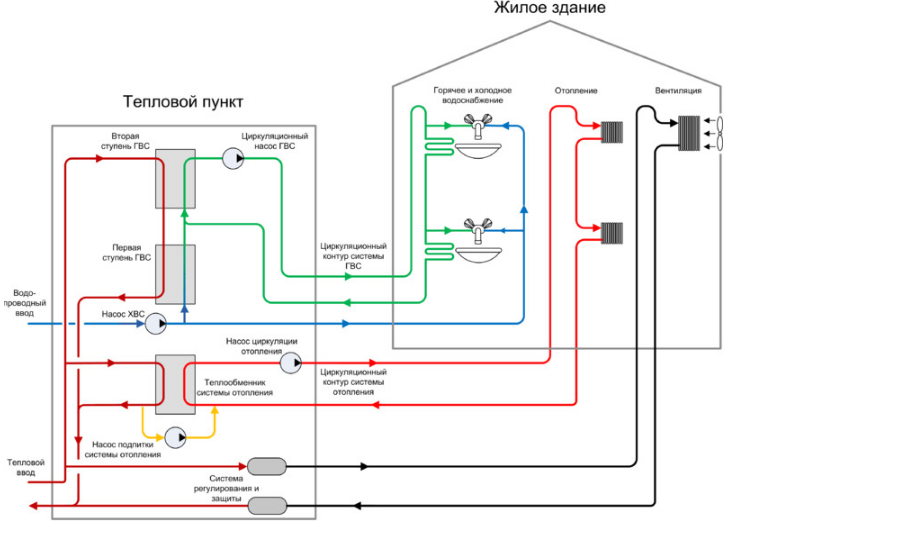 Жилое здание
Тепловой пункт
Горячее и холодное
водоснабжение
Отопление
Вентиляция
Вторая
ступень ГВС
Циркуляционный
насос ГВС
Первая
ступень ГВС
Циркуляционный
контур системы
ГВС
Водо-
проводный
ввод
Насос ХВС
Насос циркуляции
отопления
Теплообменник
системы отопления
Циркуляционный
контур системы
отопления
Насос подпитки
системы отопления
Тепловой
ввод
Система
регулирования и
защиты